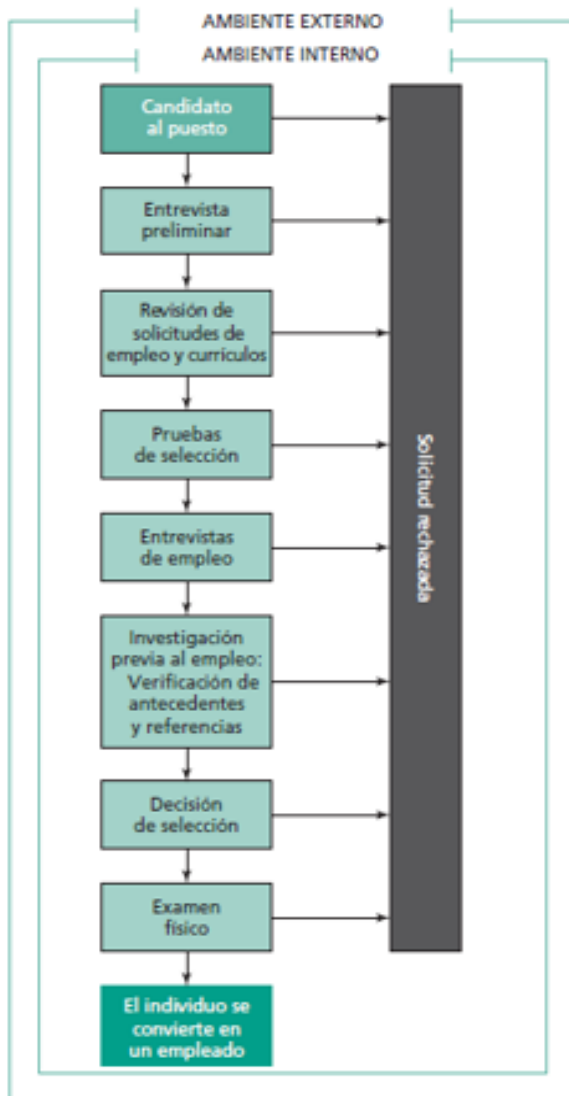 AMBIENTE EXTERNO
AMBIENTE INTERNO
Candidato
al puesto
Entrevista
preliminar
Revisión de
solicitudes de
empleo y currículos
Pruebas
de selección
Entrevistas
de empleo
Investigación
previa al empleo:
Verificación de
antecedentes
y referencias
Decisión
de selección
Examen
físico
El individuo se
convierte en
un empleado
Solicitud rechazada